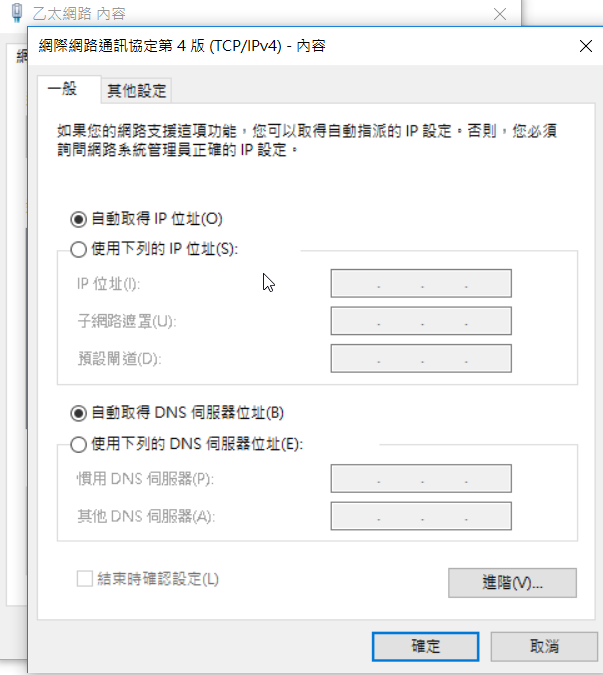 乙太網路 內容
網際網路通訊協定第 4 版 (TCP/IPv4) - 內容
一般
其他設定
如果您的網路支援這項功能，您可以取得自動指派的 IP 設定。否則，您必須
詢問網路系統管理員正確的 IP 設定。
自動取得 IP 位址(O)
使用下列的 IP 位址(S):
IP 位址(I):
子網路遮罩(U):
預設閘道(D):
自動取得 DNS 伺服器位址(B)
使用下列的 DNS 伺服器位址(E):
慣用 DNS 伺服器(P):
其他 DNS 伺服器(A):
結束時確認設定(L)
進階(V)...
確定
取消